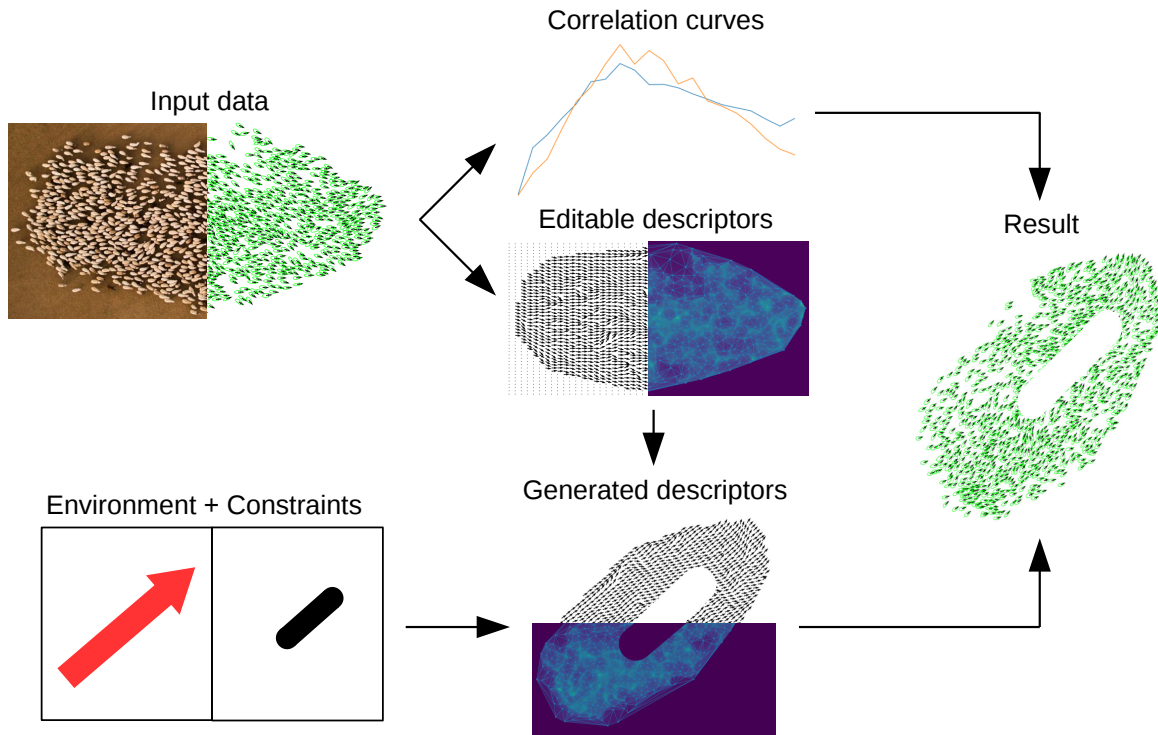 Correlation curves
Input data
Editable descriptors
Result
Generated descriptors
Environment + Constraints